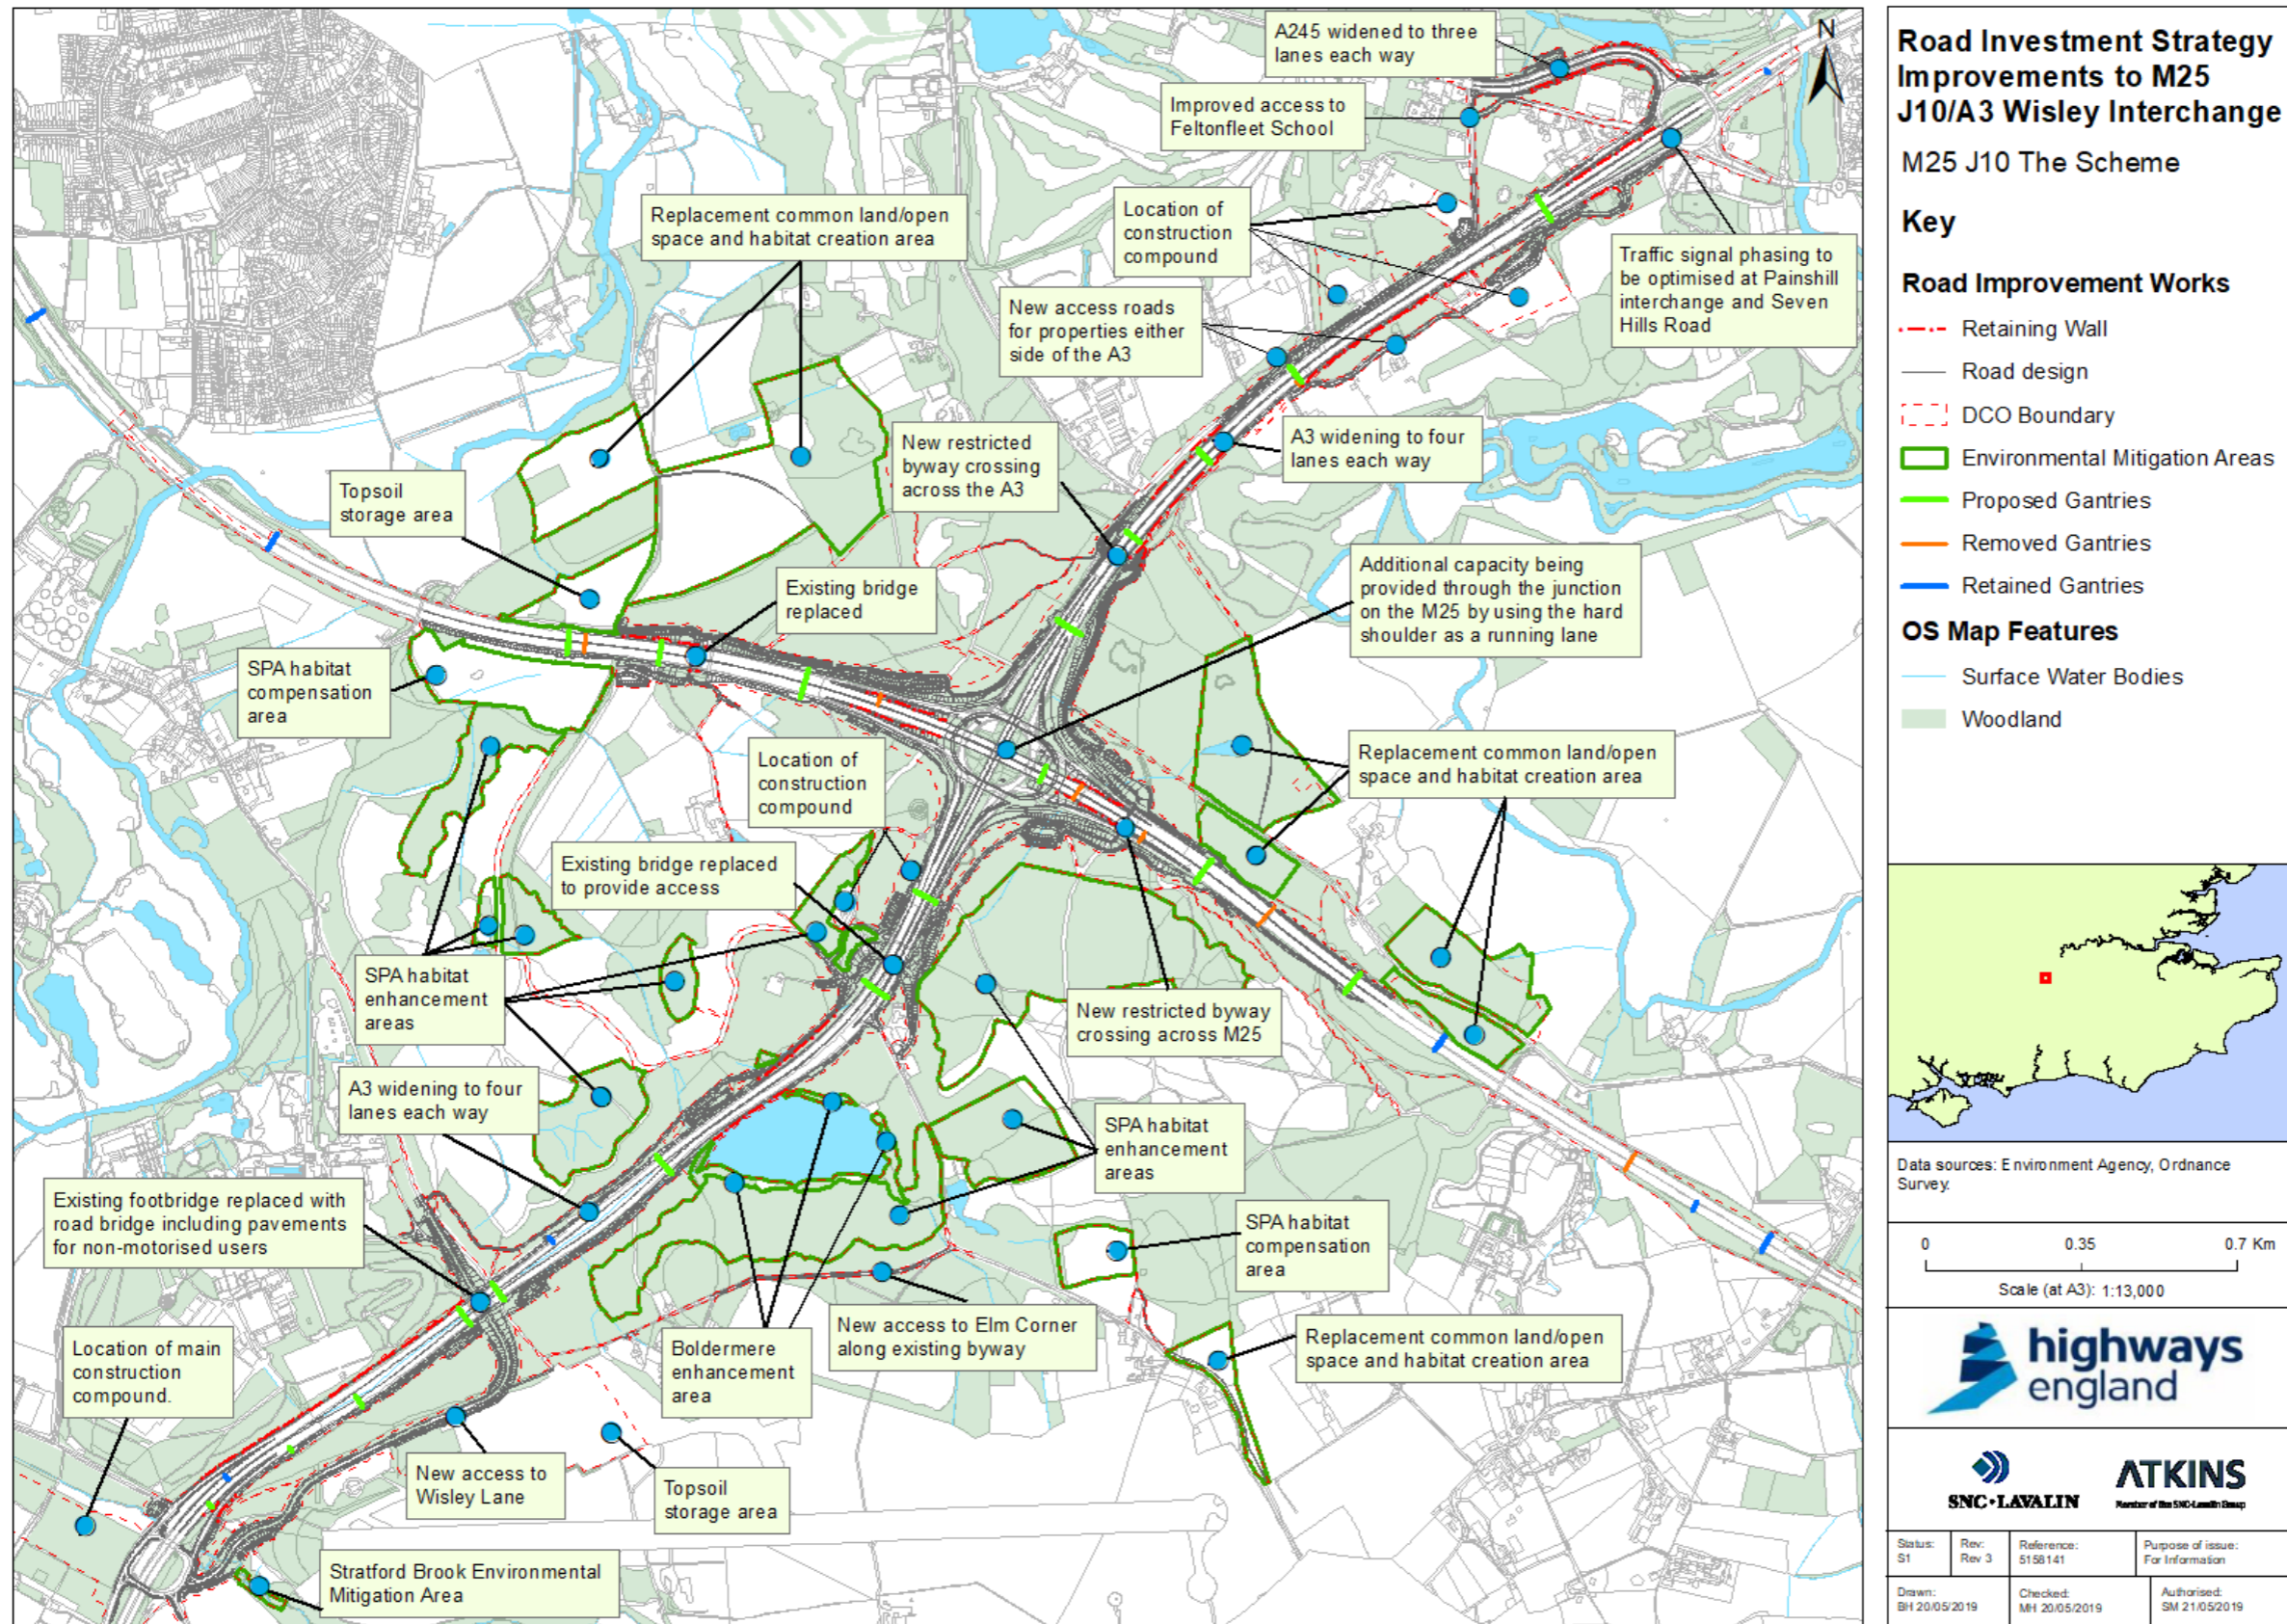 A245 widened to three
lanes each way
N
Improved access to
Feltonfleet School
Replacement common land/open
space and habitat creation area
Location of
construction
compound
Traffic signal phasing to
be optimised at Painshill
interchange and Seven
Hills Road
New access roads
for properties either
side of the A3
New restricted
byway crossing
across the A3
A3 widening to four
lanes each way
Topsoil
storage area
Existing bridge
replaced
Additional capacity being
provided through the junction
on the M25 by using the hard
shoulder as a running lane
SPA habitat
compensation
area
Location of
construction
compound
Replacement common land/open
space and habitat creation area
Existing bridge replaced
to provide access
SPA habitat
enhancement
areas
New restricted byway
crossing across M25
A3 widening to four
lanes each way
SPA habitat
enhancement
areas
Existing footbridge replaced with
road bridge including pavements
for non-motorised users
SPA habitat
compensation
area
Location of main
construction
compound.
Boldermere
enhancement
area
New access to Elm Corner
along existing byway
Replacement common land/open
space and habitat creation area
New access to
Wisley Lane
Topsoil
storage area
Stratford Brook Environmental
Mitigation Area
Road Investment Strategy
Improvements to M25
J10/A3 Wisley Interchange
M25 J10 The Scheme
Key
Road Improvement Works
Retaining Wall
Road design
DCO Boundary
Environmental Mitigation Areas
Proposed Gantries
Removed Gantries
Retained Gantries
OS Map Features
Surface Water Bodies
Woodland
Data sources: Environment Agency, Ordnance
Survey.
0 0.35 0.7 Km
Scale (at A3): 1:13,000
highways
england
SNC•LAVALIN
ATKINS
Member of the SNC-Lavalin Group
Status:
S1
Rev:
Rev 3
Reference:
5158141
Purpose of issue:
For Information
Drawn:
BH 20/05/2019
Checked:
MH 20/05/2019
Authorised:
SM 21/05/2019